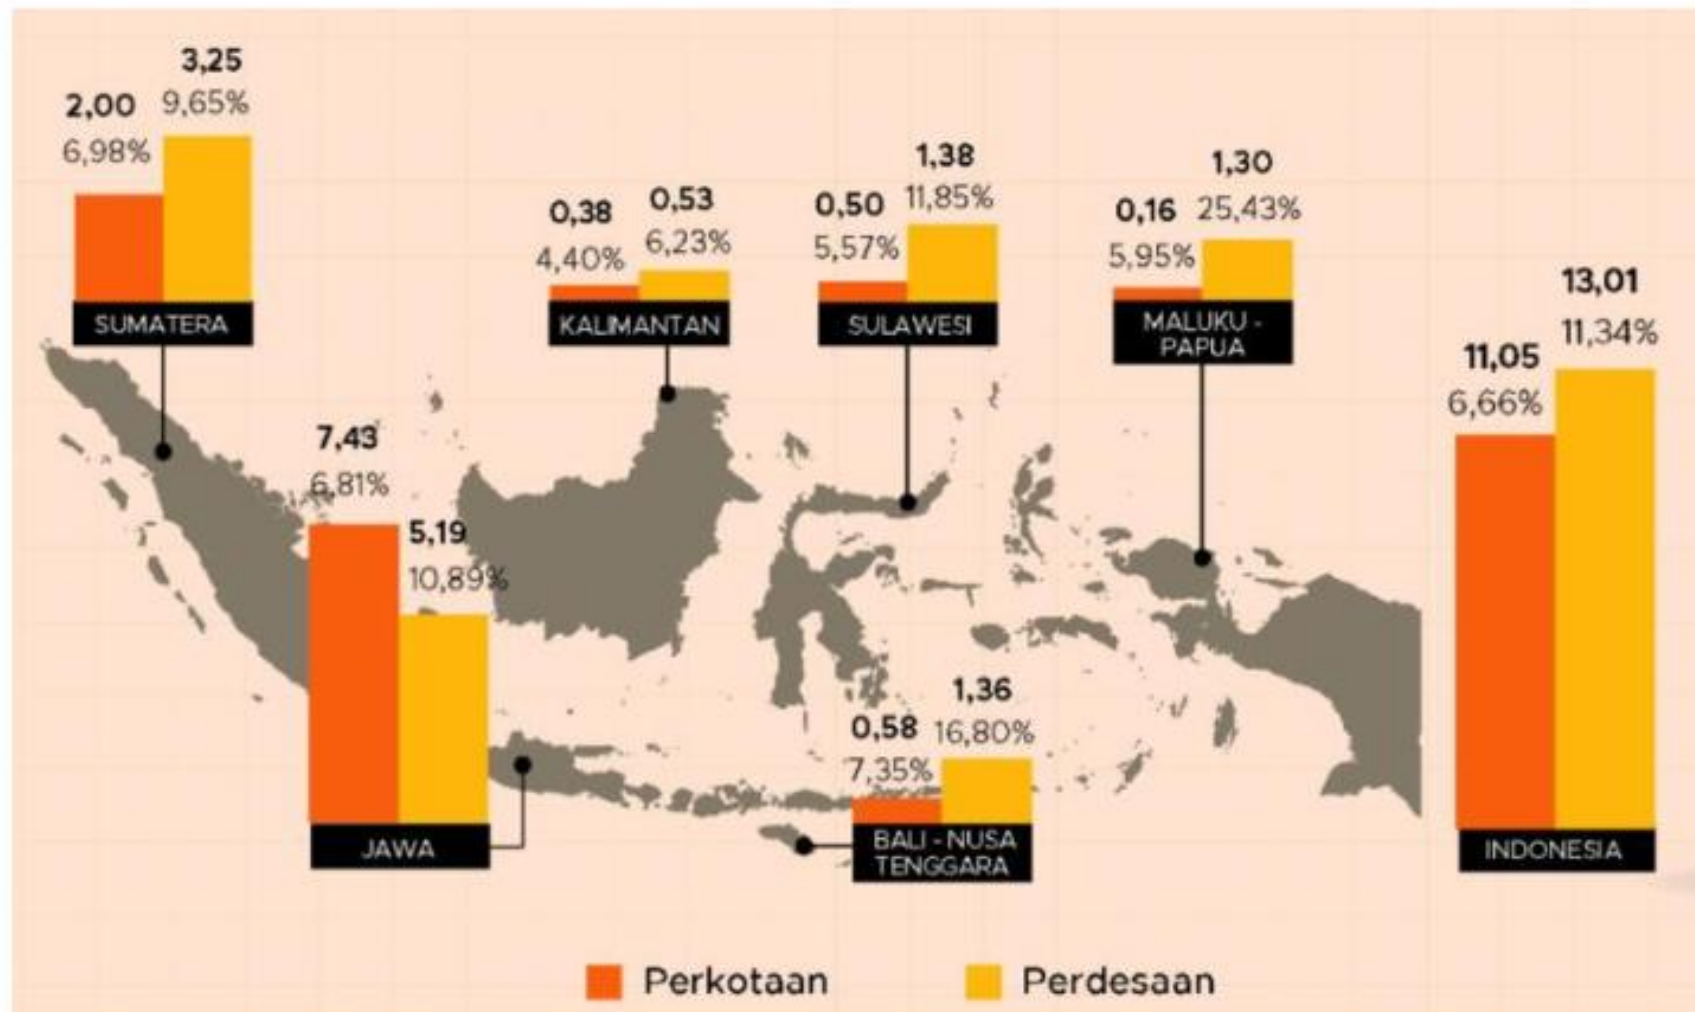 2,00
6,98%
3,25
9,65%
SUMATERA
0,38
4,40%
0,53
6,23%
KALIMANTAN
0,50
5,57%
1,38
11,85%
SULAWESI
0,16
5,95%
1,30
25,43%
MALUKU -
PAPUA
7,43
6,81%
5,19
10,89%
JAWA
0,58
7,35%
1,36
16,80%
BALI - NUSA
TENGGARA
11,05
6,66%
13,01
11,34%
INDONESIA
Perkotaan
Perdesaan